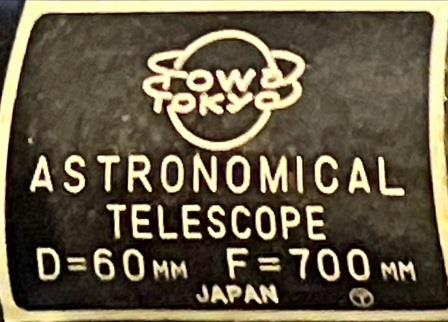 TOWA
TOKYO
ASTRONOMICAL
TELESCOPE
D=60MM F=700MM
JAPAN